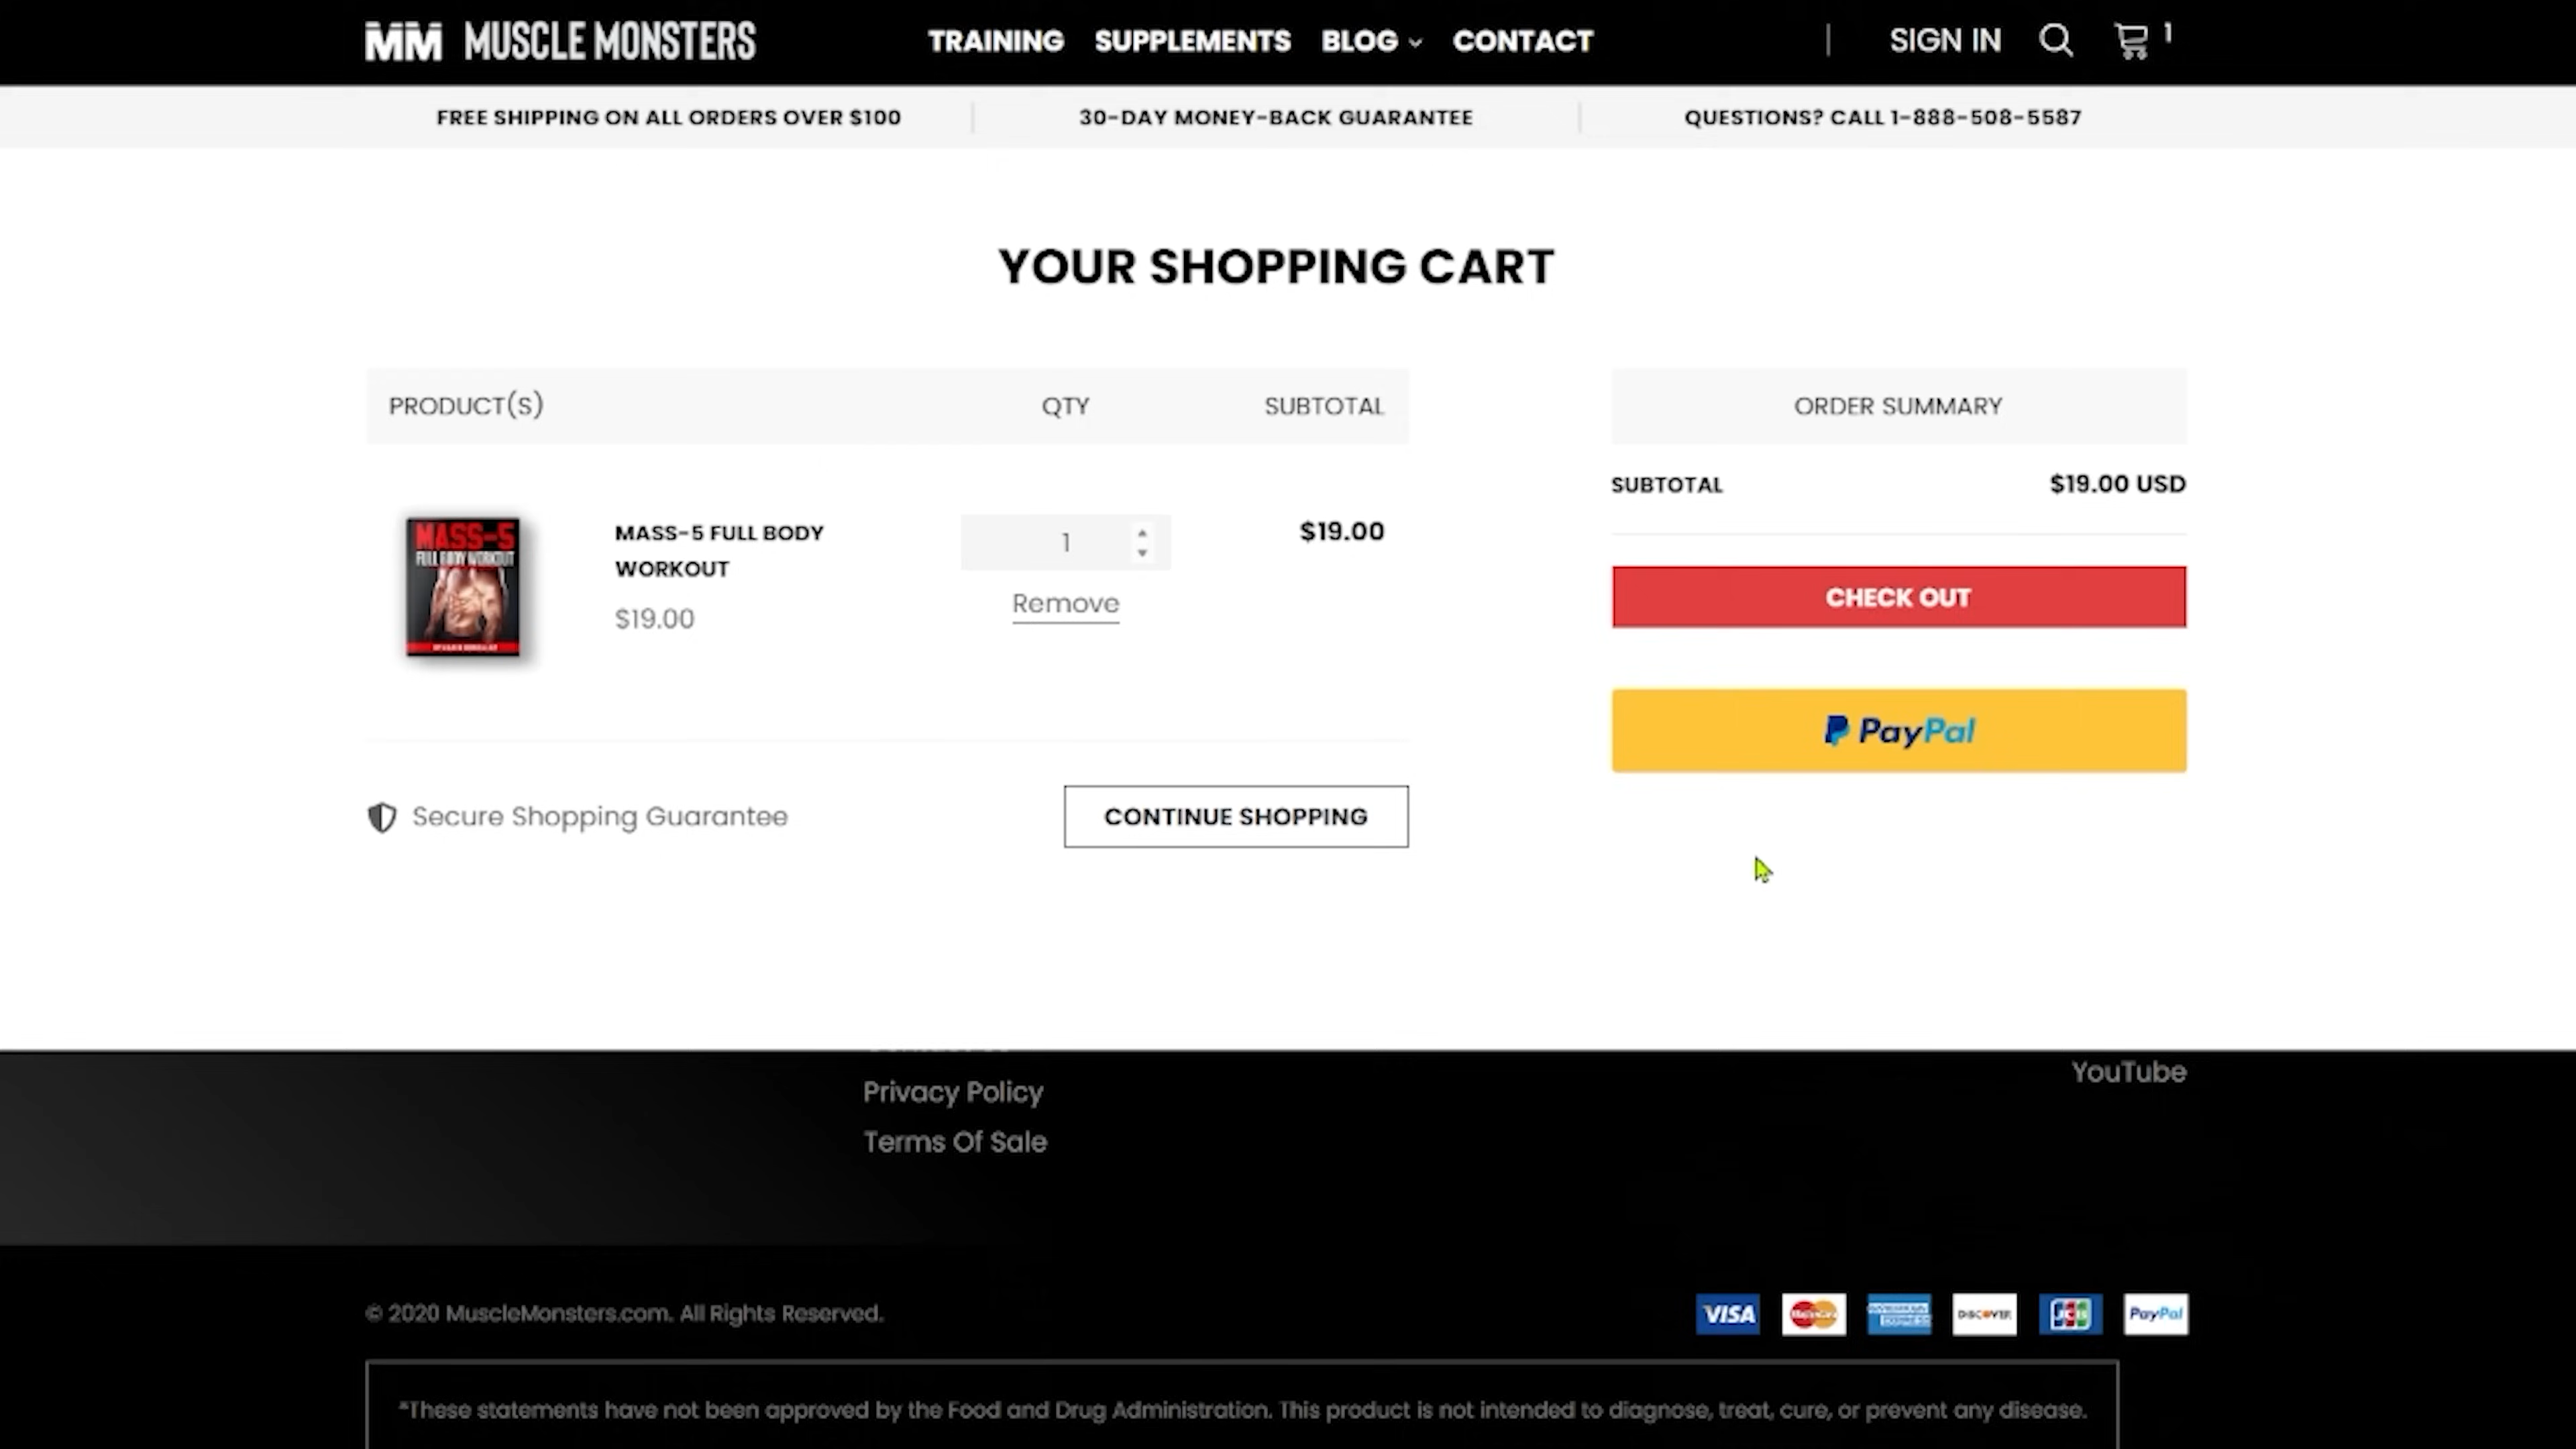 MM MUSCLE MONSTERS TRAINING SUPPLEMENTS BLOG CONTACT SIGN IN 1
FREE SHIPPING ON ALL ORDERS OVER $100 30-DAY MONEY-BACK GUARANTEE QUESTIONS? CALL 1-888-508-5587
YOUR SHOPPING CART
PRODUCT(S) QTY SUBTOTAL
MASS-5
FULL BODY WORKOUT
MASS-5 FULL BODY
WORKOUT
$19.00
1
Remove
$19.00
ORDER SUMMARY
SUBTOTAL $19.00 USD
CHECK OUT
PayPal
Secure Shopping Guarantee
CONTINUE SHOPPING
Privacy Policy
Terms Of Sale
YouTube
© 2020 MuscleMonsters.com. All Rights Reserved.
VISA MasterCard AMERICAN EXPRESS DISCOVER JCB PayPal
*These statements have not been approved by the Food and Drug Administration. This product is not intended to diagnose, treat, cure, or prevent any disease.